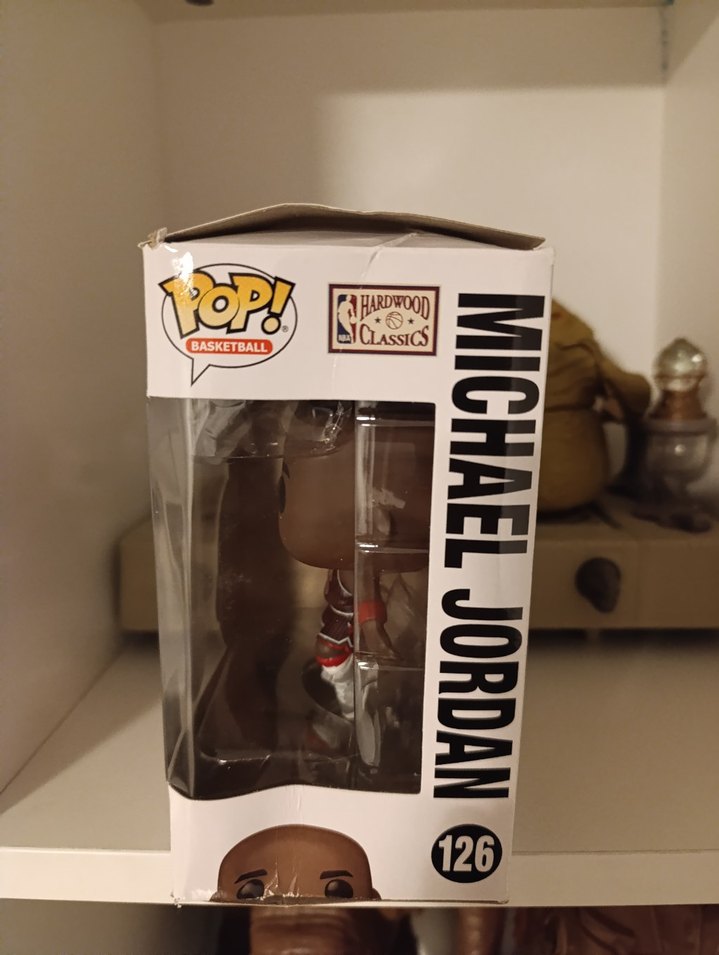 POP!®
BASKETBALL
NBA
HARDWOOD
CLASSICS
MICHAEL JORDAN
126